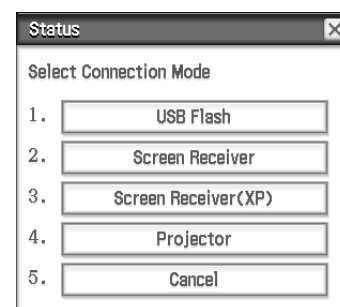 Status
Select Connection Mode
1. USB Flash
2. Screen Receiver
3. Screen Receiver(XP)
4. Projector
5. Cancel